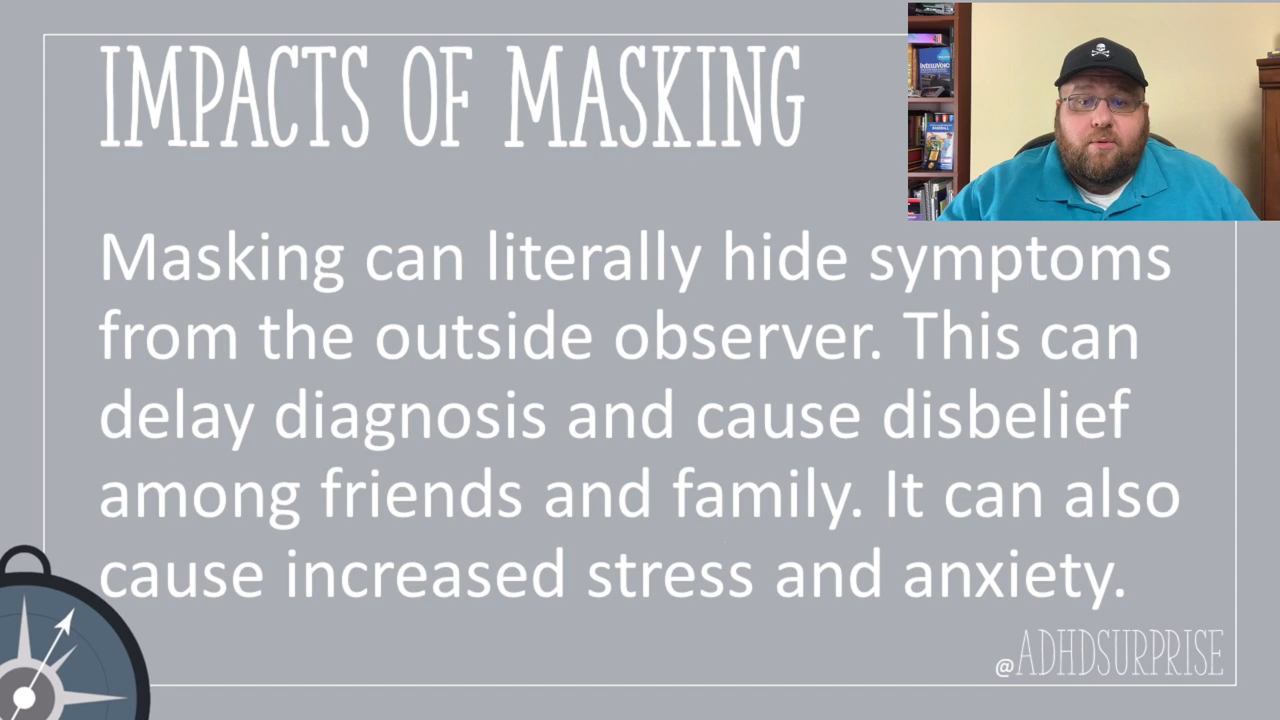 IMPACTS OF MASKING
Masking can literally hide symptoms
from the outside observer. This can
delay diagnosis and cause disbelief
among friends and family. It can also
cause increased stress and anxiety.
@ADHDSURPRISE